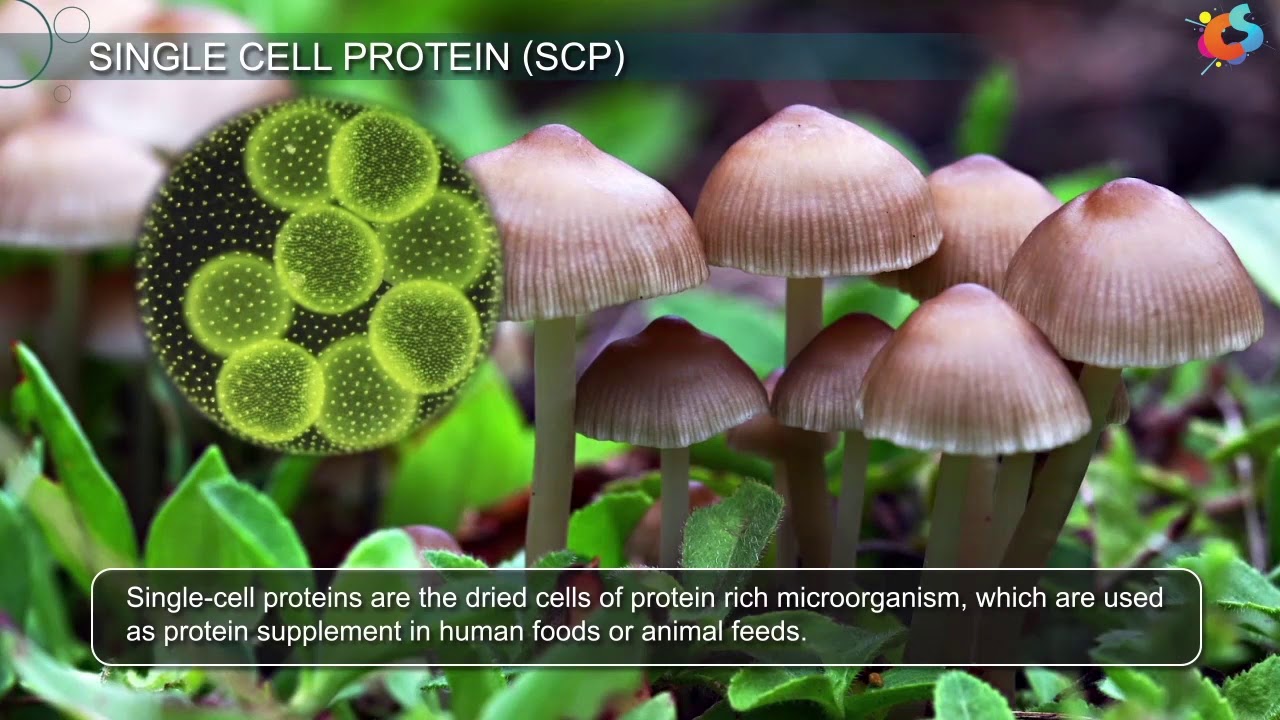 SINGLE CELL PROTEIN (SCP)
CS
Single-cell proteins are the dried cells of protein rich microorganism, which are used
as protein supplement in human foods or animal feeds.